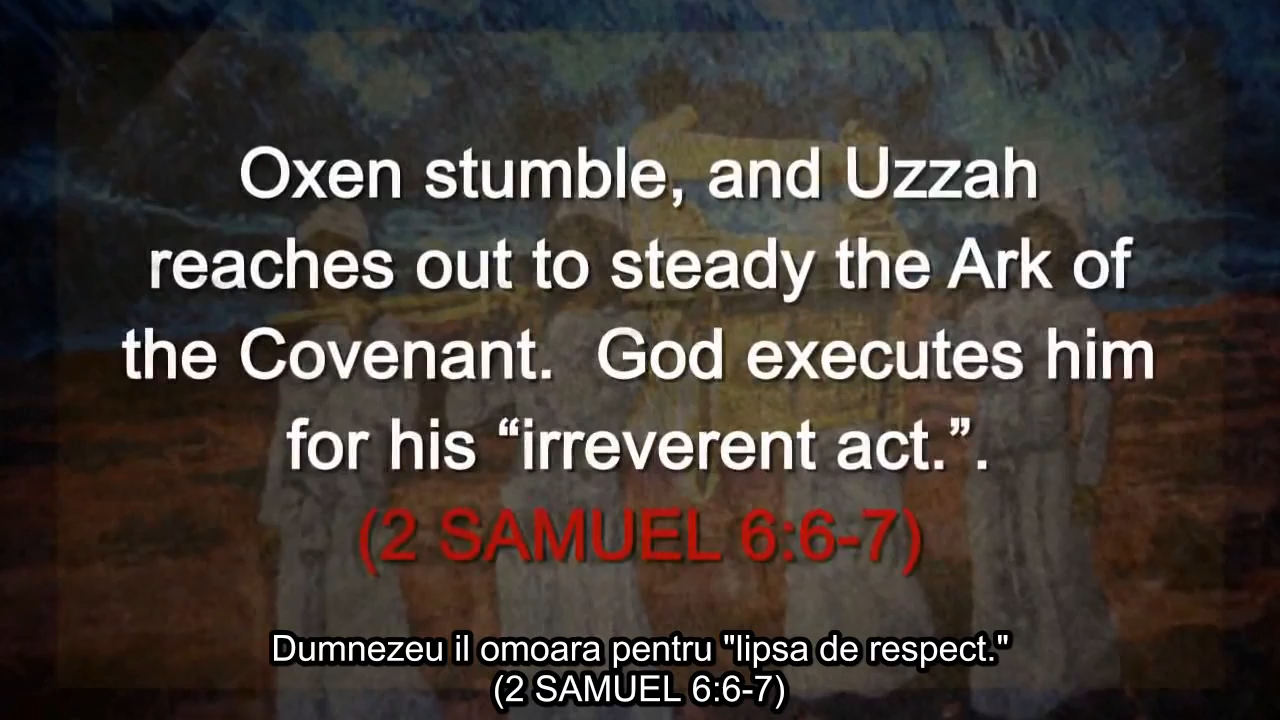 Oxen stumble, and Uzzah
reaches out to steady the Ark of
the Covenant.  God executes him
for his “irreverent act.”.
(2 SAMUEL 6:6-7)
Dumnezeu il omoara pentru "lipsa de respect."
(2 SAMUEL 6:6-7)